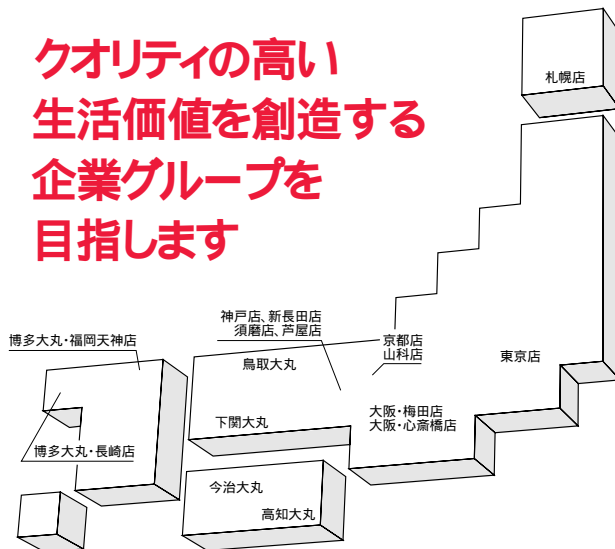 クオリティの高い
生活価値を創造する
企業グループを
目指します
札幌店
神戸店、新長田店
須磨店、芦屋店
京都店
山科店
博多大丸・福岡天神店
鳥取大丸
東京店
下関大丸
大阪・梅田店
大阪・心斎橋店
博多大丸・長崎店
今治大丸
高知大丸